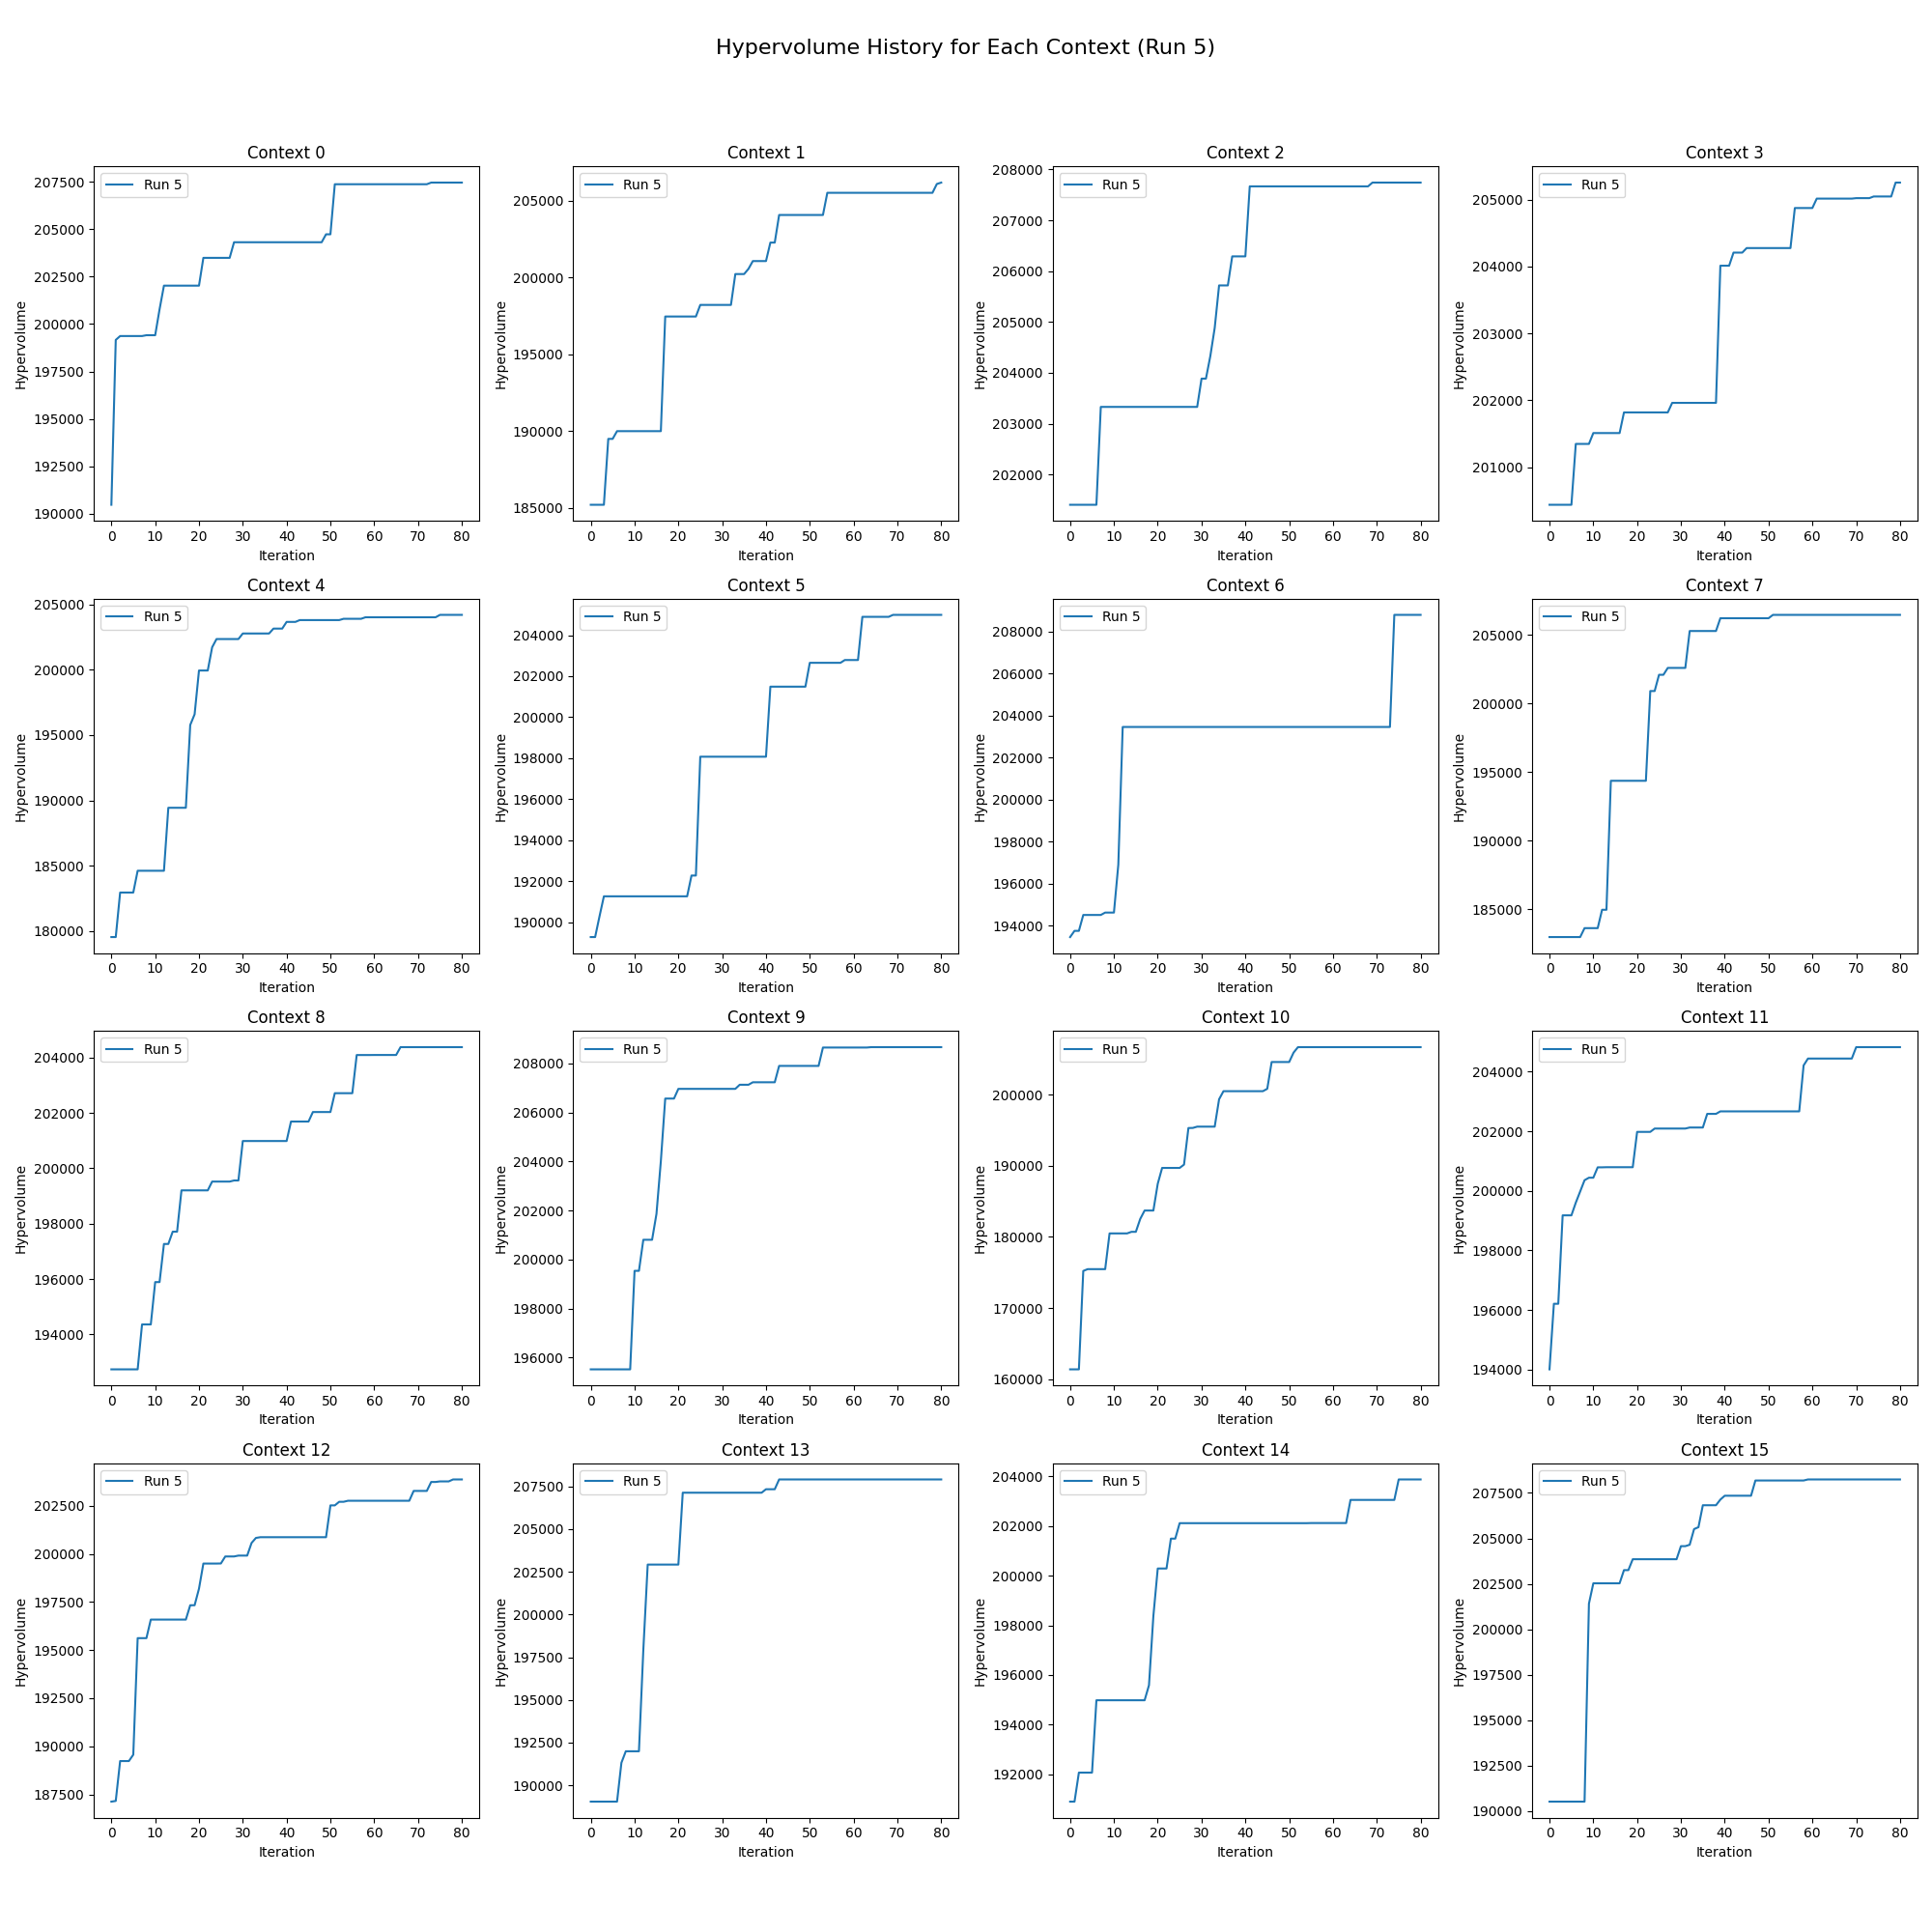 Hypervolume History for Each Context (Run 5)
Context 0
Run 5
207500
205000
202500
200000
197500
195000
192500
190000
Hypervolume
0 10 20 30 40 50 60 70 80
Iteration
Context 1
Run 5
205000
200000
195000
190000
185000
Hypervolume
0 10 20 30 40 50 60 70 80
Iteration
Context 2
Run 5
208000
207000
206000
205000
204000
203000
202000
Hypervolume
0 10 20 30 40 50 60 70 80
Iteration
Context 3
Run 5
205000
204000
203000
202000
201000
Hypervolume
0 10 20 30 40 50 60 70 80
Iteration
Context 4
Run 5
205000
200000
195000
190000
185000
180000
Hypervolume
0 10 20 30 40 50 60 70 80
Iteration
Context 5
Run 5
204000
202000
200000
198000
196000
194000
192000
190000
Hypervolume
0 10 20 30 40 50 60 70 80
Iteration
Context 6
Run 5
208000
206000
204000
202000
200000
198000
196000
194000
Hypervolume
0 10 20 30 40 50 60 70 80
Iteration
Context 7
Run 5
205000
200000
195000
190000
185000
Hypervolume
0 10 20 30 40 50 60 70 80
Iteration
Context 8
Run 5
204000
202000
200000
198000
196000
194000
Hypervolume
0 10 20 30 40 50 60 70 80
Iteration
Context 9
Run 5
208000
206000
204000
202000
200000
198000
196000
Hypervolume
0 10 20 30 40 50 60 70 80
Iteration
Context 10
Run 5
200000
190000
180000
170000
160000
Hypervolume
0 10 20 30 40 50 60 70 80
Iteration
Context 11
Run 5
204000
202000
200000
198000
196000
194000
Hypervolume
0 10 20 30 40 50 60 70 80
Iteration
Context 12
Run 5
202500
200000
197500
195000
192500
190000
187500
Hypervolume
0 10 20 30 40 50 60 70 80
Iteration
Context 13
Run 5
207500
205000
202500
200000
197500
195000
192500
190000
Hypervolume
0 10 20 30 40 50 60 70 80
Iteration
Context 14
Run 5
204000
202000
200000
198000
196000
194000
192000
Hypervolume
0 10 20 30 40 50 60 70 80
Iteration
Context 15
Run 5
207500
205000
202500
200000
197500
195000
192500
190000
Hypervolume
0 10 20 30 40 50 60 70 80
Iteration